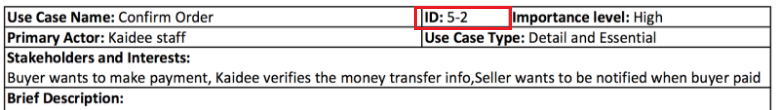 Use Case Name: Confirm Order ID: 5-2 Importance level: High
Primary Actor: Kaidee staff Use Case Type: Detail and Essential
Stakeholders and Interests:
Buyer wants to make payment, Kaidee verifies the money transfer info,Seller wants to be notified when buyer paid
Brief Description: